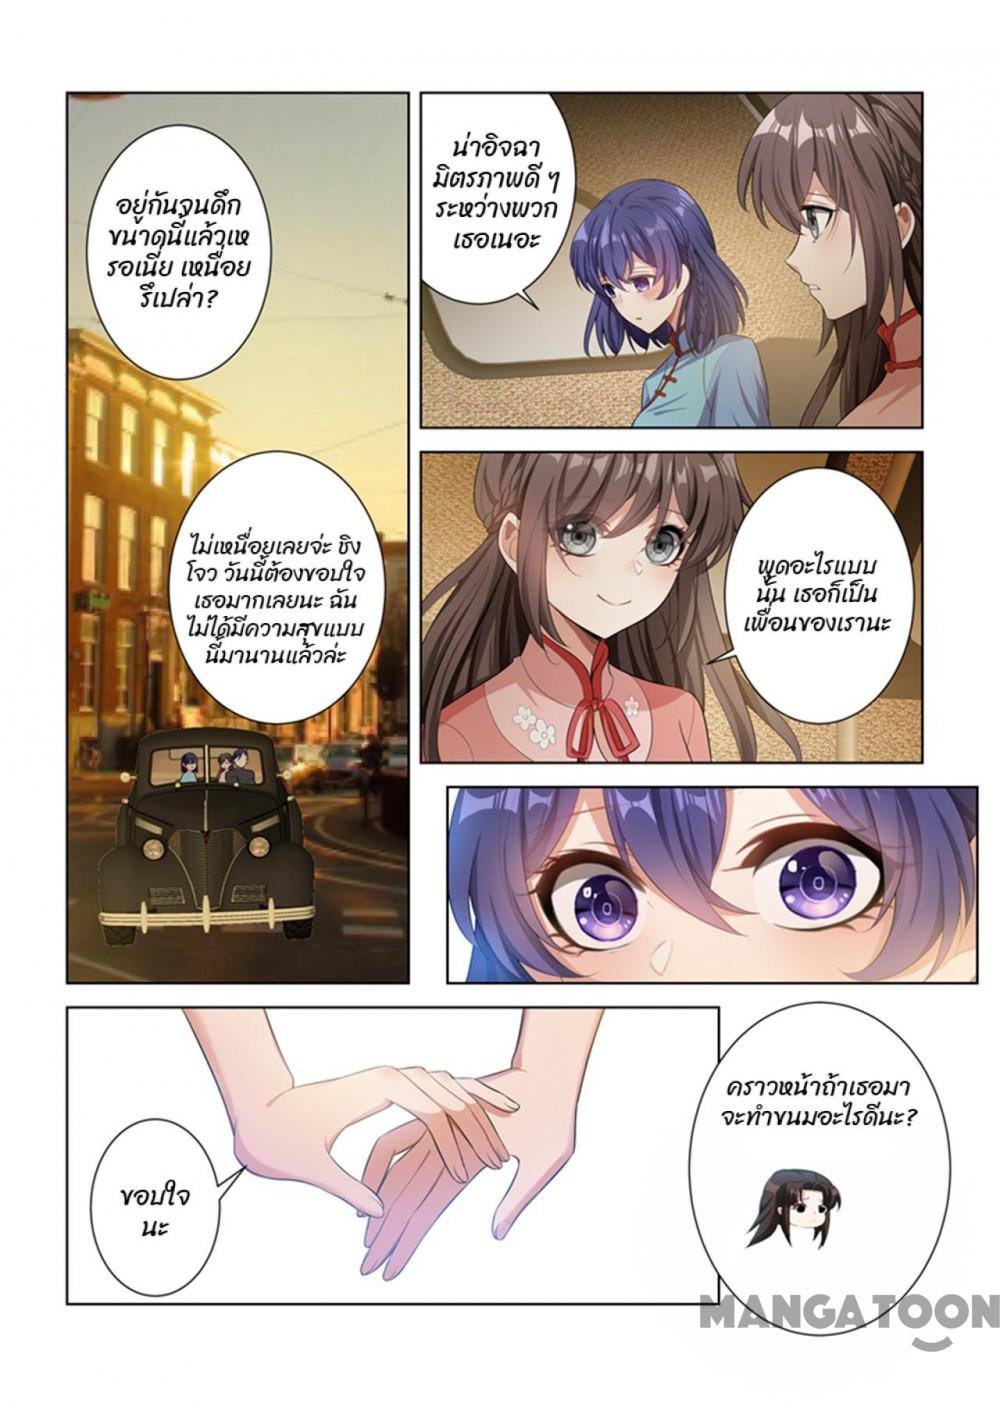 อยู่กันจนดึก
ขนาดนี้แล้วเห
รอเนี่ย เหนื่อย
รึเปล่า?
ไม่เหนื่อยเลยจ่ะ ชิง
โจว วันนี้ต้องขอบใจ
เธอมากเลยนะ ฉัน
ไม่ได้มีความสุขแบบ
นี้มานานแล้วล่ะ
น่าอิจฉา
มิตรภาพดี ๆ
ระหว่างพวก
เธอเนอะ
พูดอะไรแบบ
นั้น เธอก็เป็น
เพื่อนของเรานะ
ขอบใจ
นะ
คราวหน้าถ้าเธอมา
จะทำขนมอะไรดีนะ?
MANGATOON